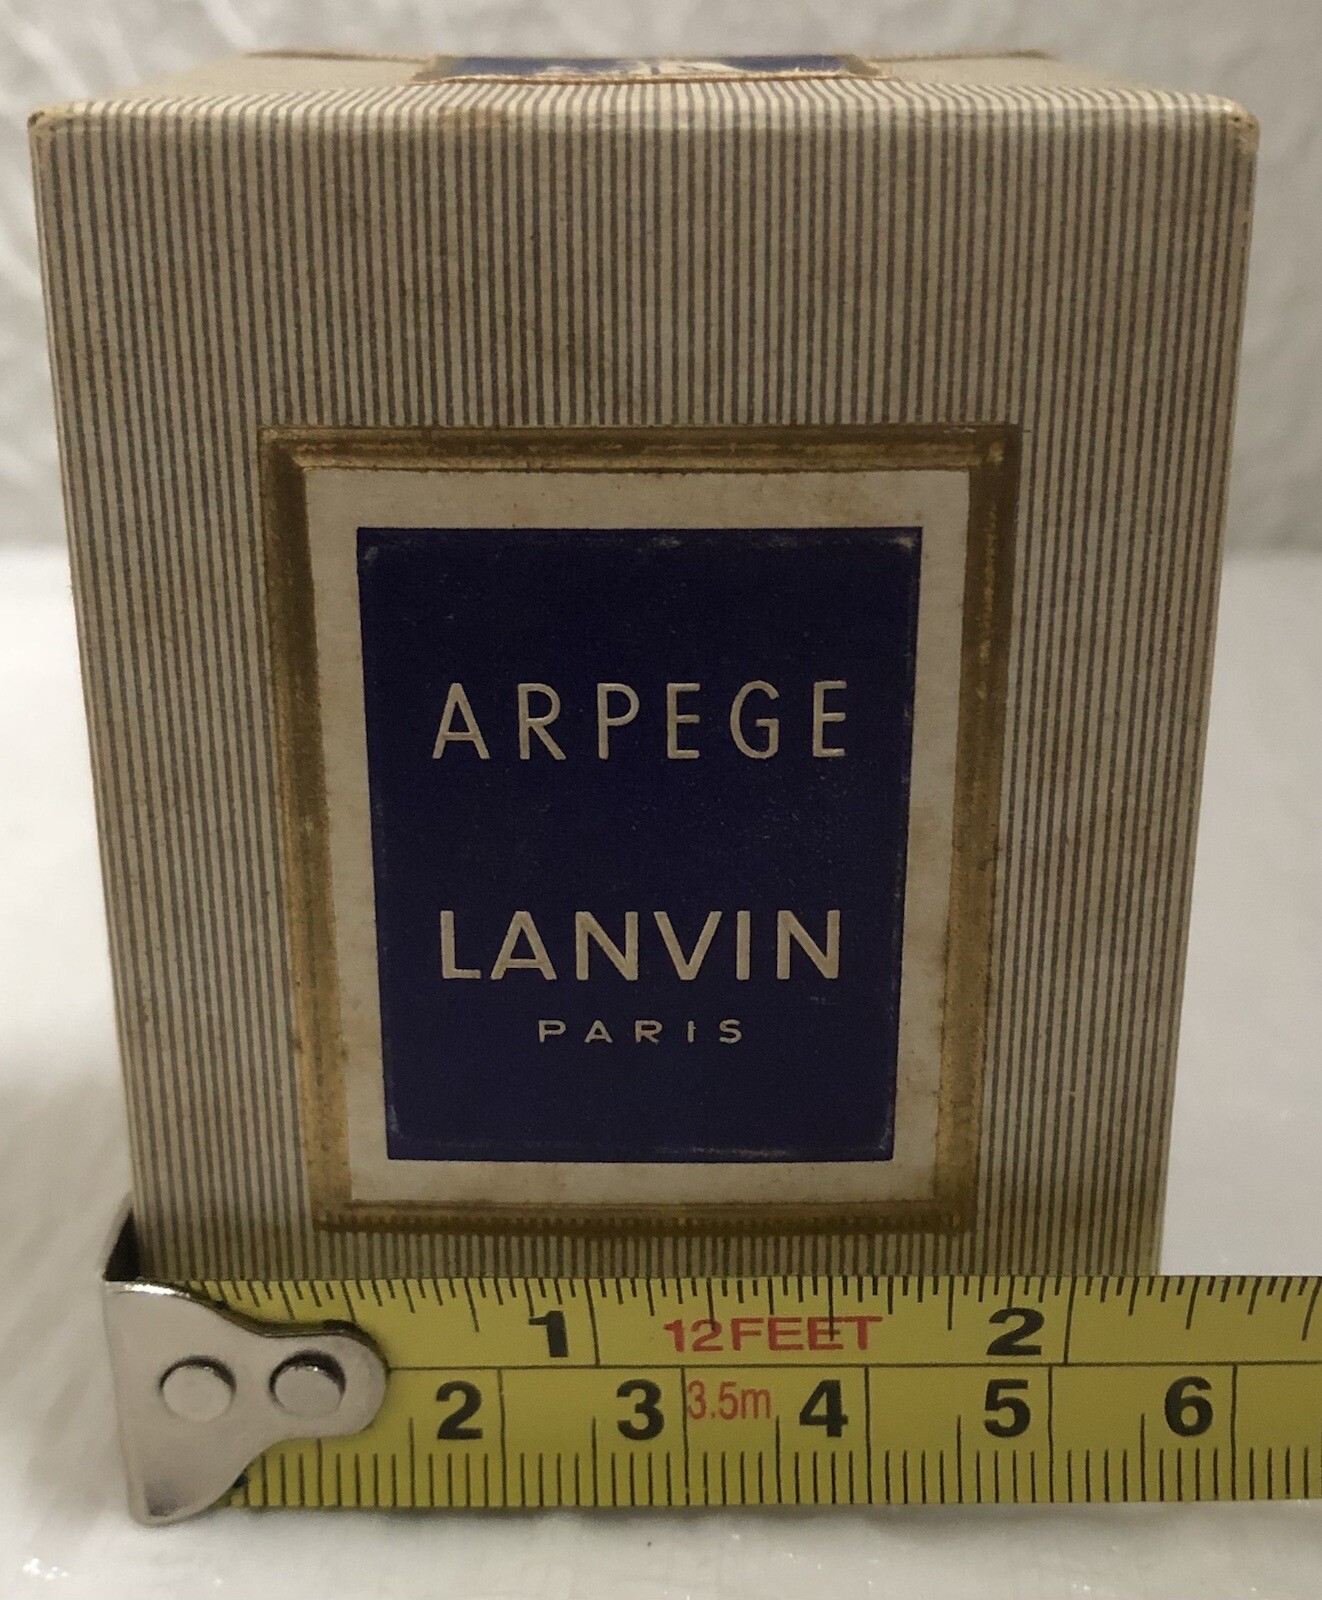 ARPEGE
LANVIN
PARIS
1 12FEET 2
2 3 3.5m 4 5 6